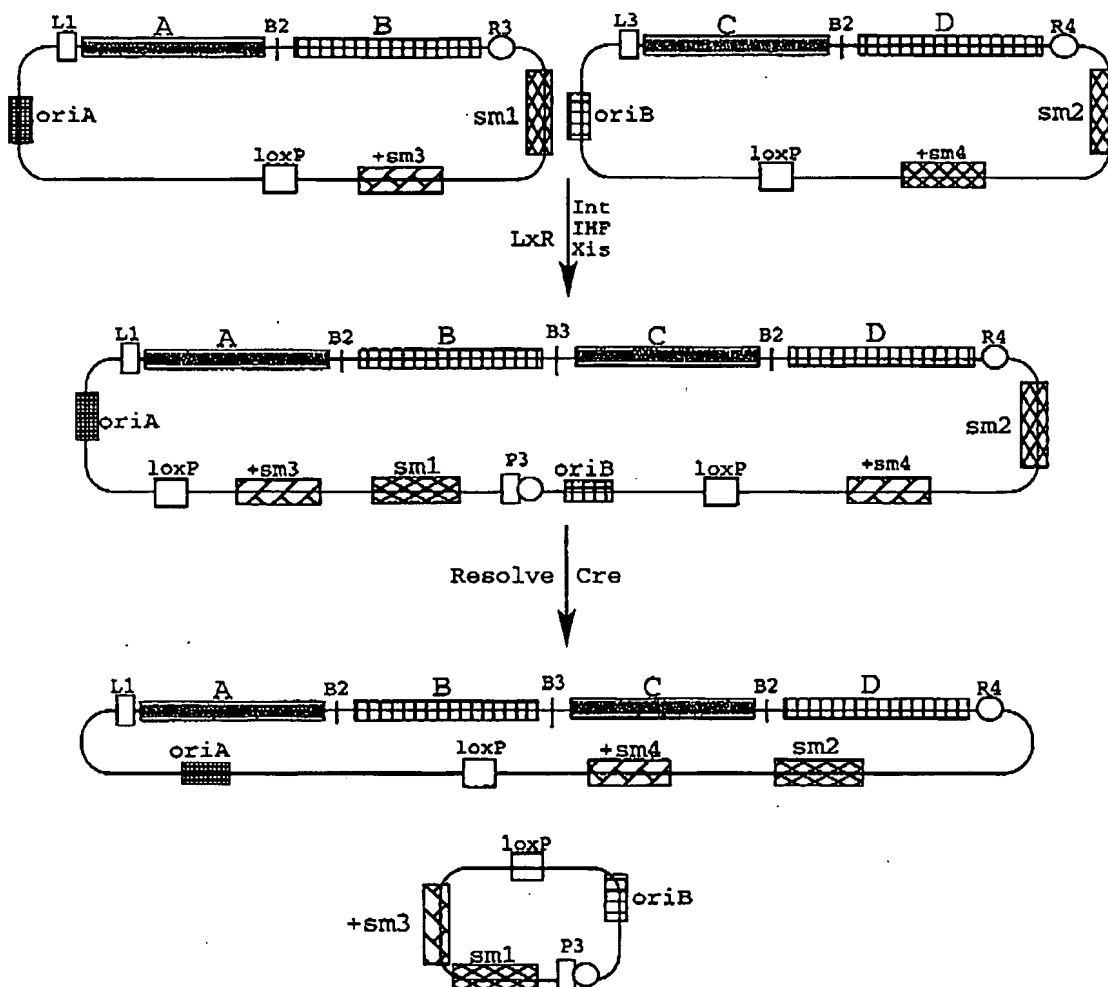 L1 A B2 B R3 L3 C B2 D R4
oriA sm1 oriB sm2
loxP +sm3 loxP +sm4
LxR Int
IHF
Xis
L1 A B2 B B3 C B2 D R4
oriA sm2
loxP +sm3 sm1 P3 oriB loxP +sm4
Resolve Cre
L1 A B2 B B3 C B2 D R4
oriA loxP +sm4 sm2
loxP
+sm3 oriB
sm1 P3